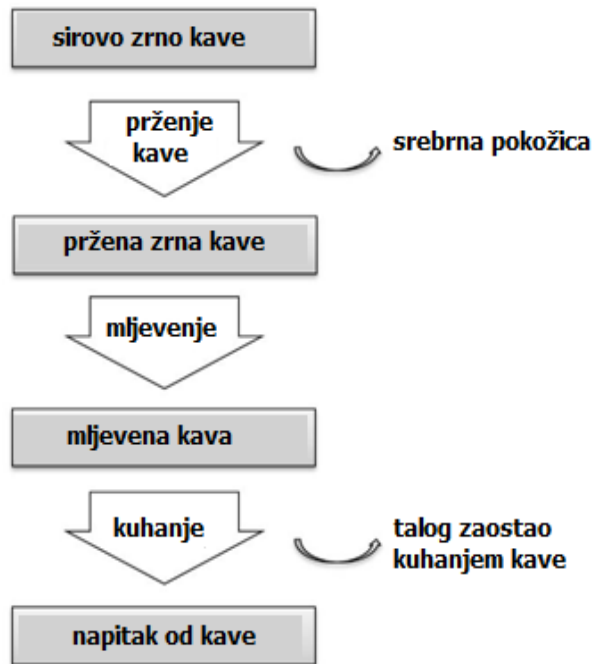 sirovo zrno kave
prženje
kave
srebrna pokožica
pržena zrna kave
mljevenje
mljevena kava
kuhanje
talog zaostao
kuhanjem kave
napitak od kave